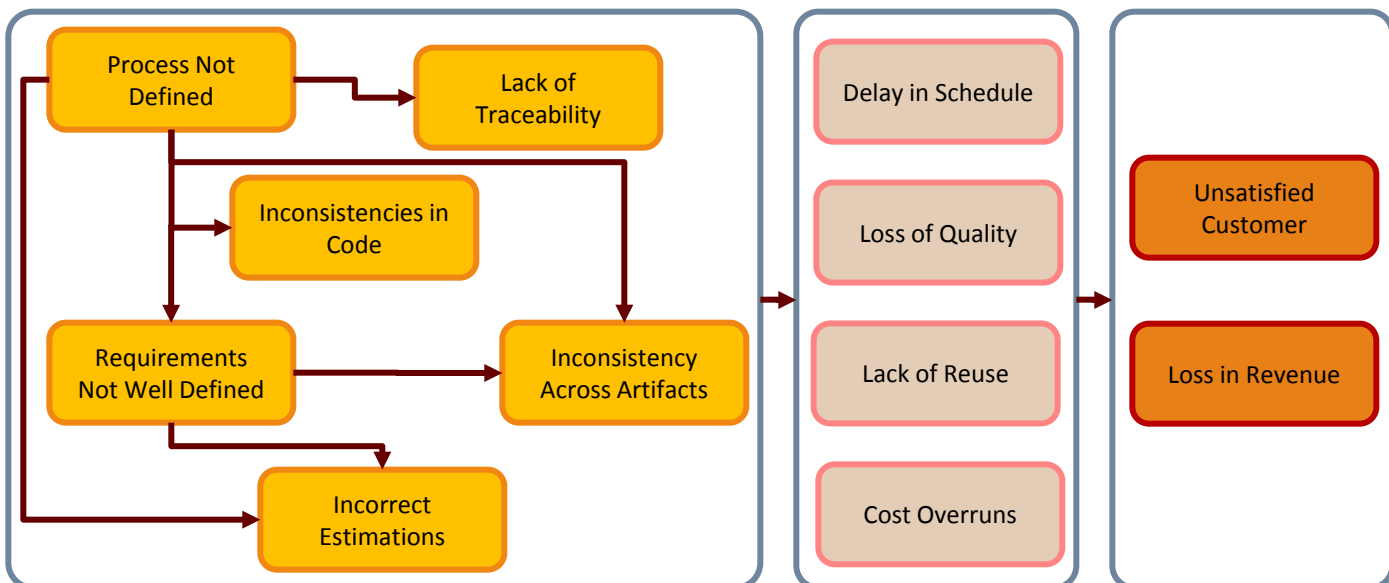 Process Not
Defined
Lack of
Traceability
Inconsistencies in
Code
Requirements
Not Well Defined
Inconsistency
Across Artifacts
Incorrect
Estimations
Delay in Schedule
Loss of Quality
Lack of Reuse
Cost Overruns
Unsatisfied
Customer
Loss in Revenue